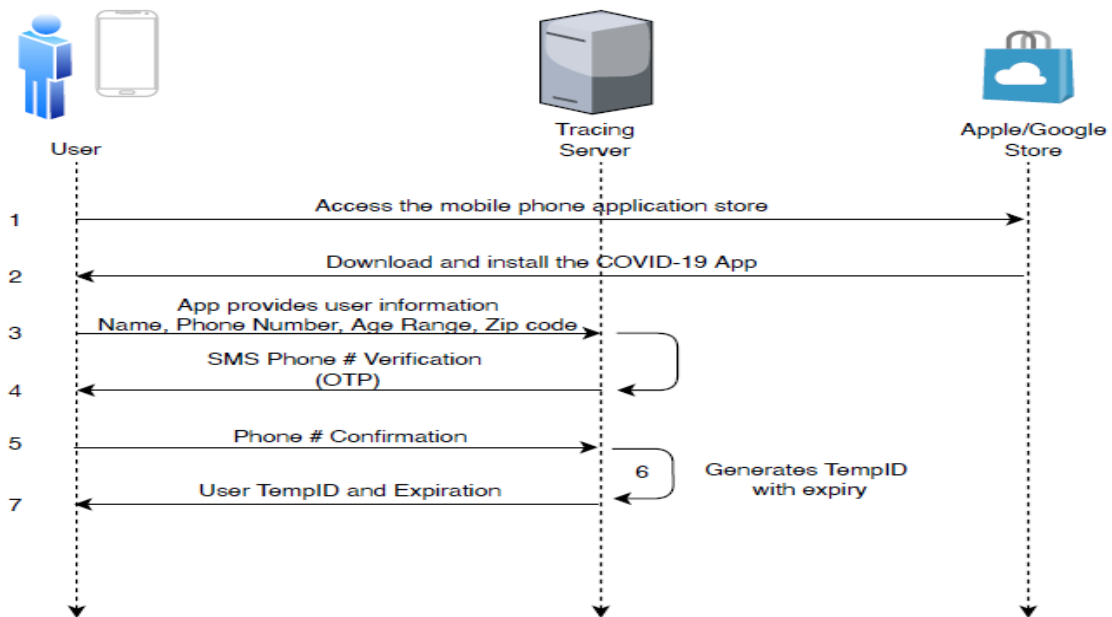 User
Tracing
Server
Apple/Google
Store
1
Access the mobile phone application store
2
Download and install the COVID-19 App
App provides user information
3
Name, Phone Number, Age Range, Zip code
SMS Phone # Verification
4
(OTP)
5
Phone # Confirmation
6
Generates TempID
with expiry
7
User TempID and Expiration